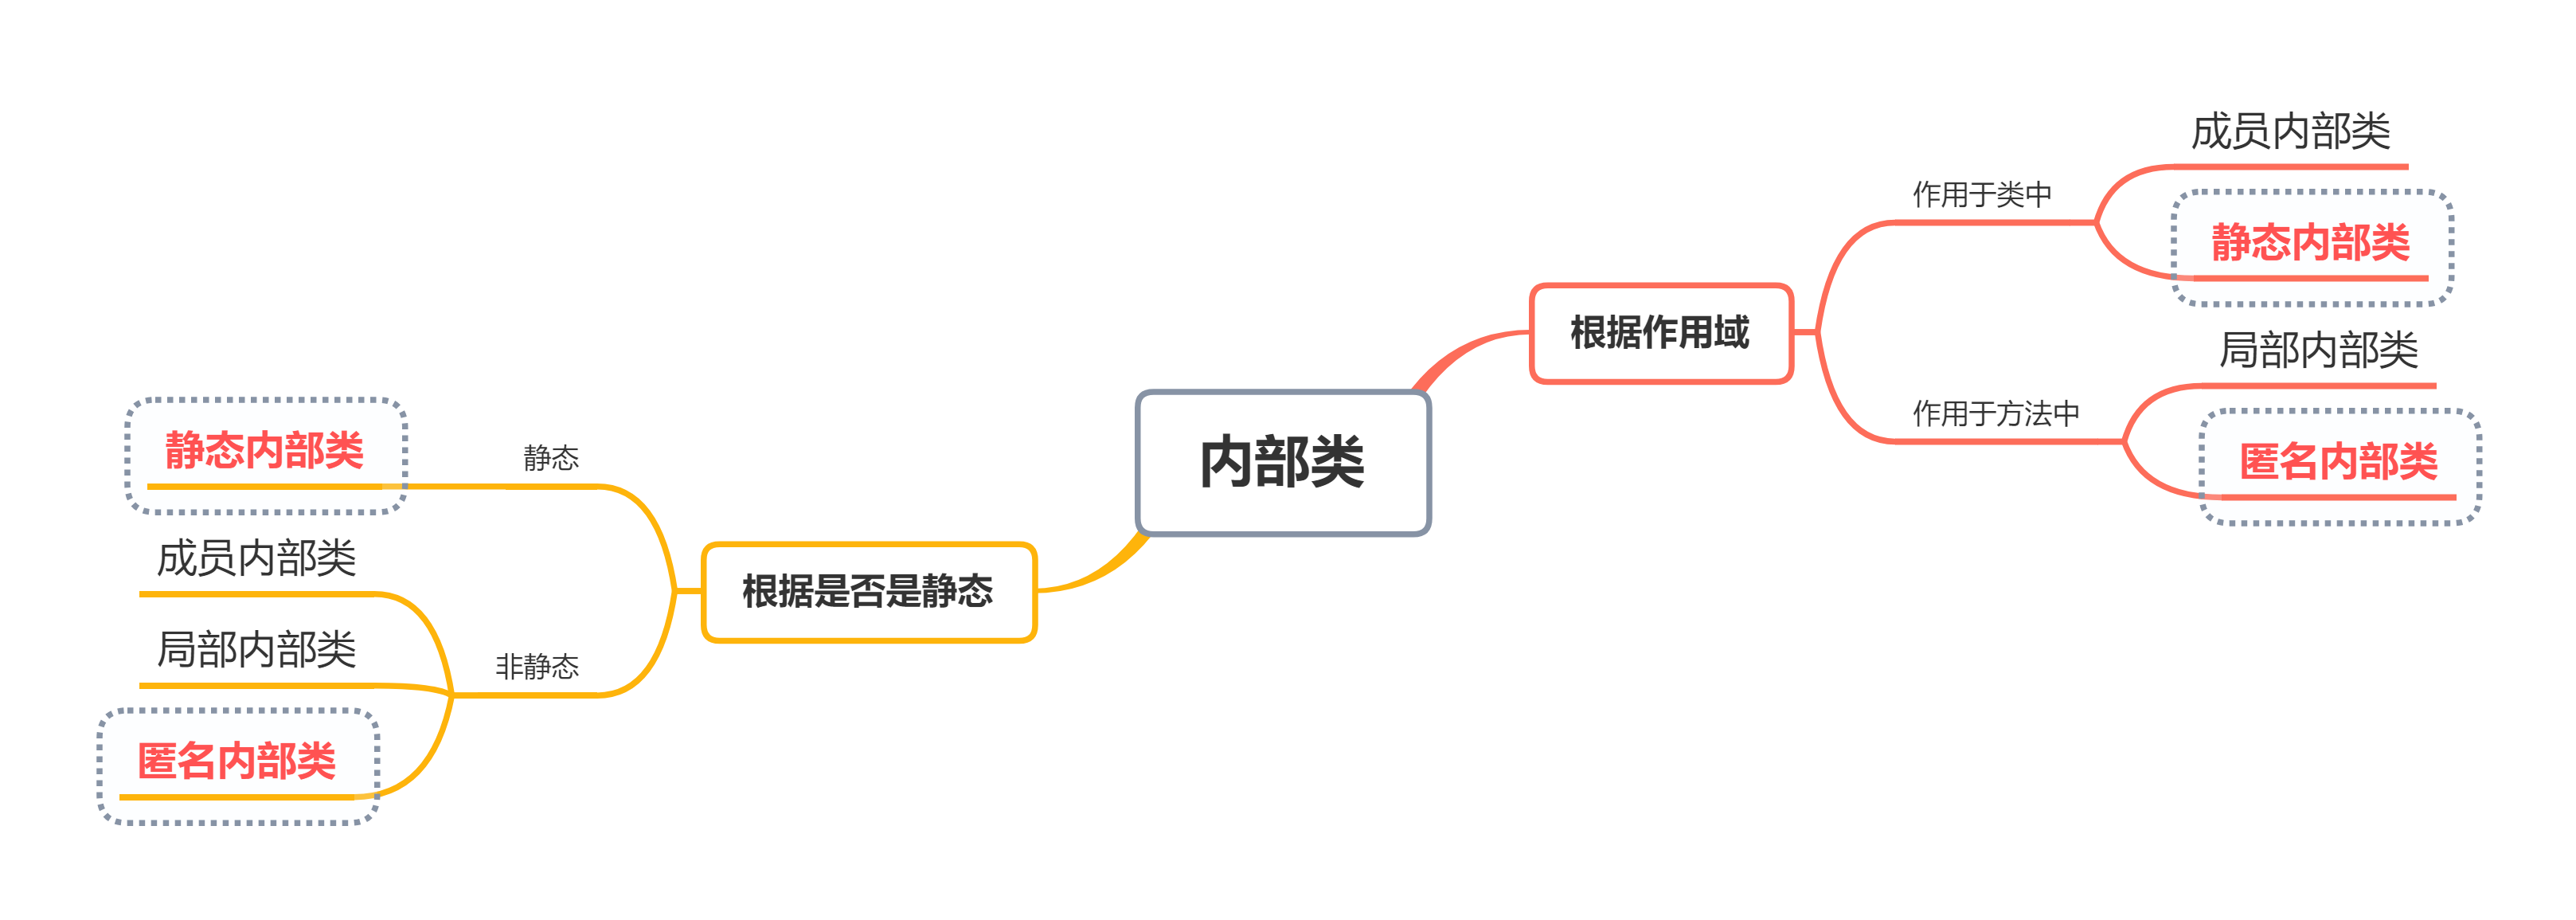 内部类
根据作用域
作用于类中
成员内部类
静态内部类
作用于方法中
局部内部类
匿名内部类
根据是否是静态
静态
静态内部类
非静态
成员内部类
局部内部类
匿名内部类